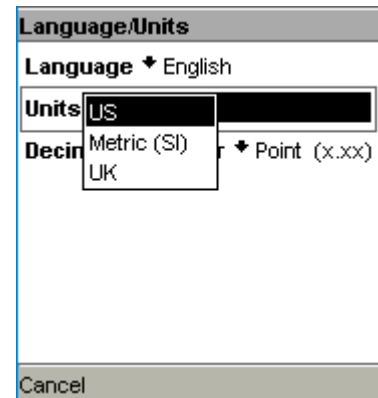 Language/Units
Language English
Units US
Metric (SI)
Decin r Point (x.xx)
UK
Cancel